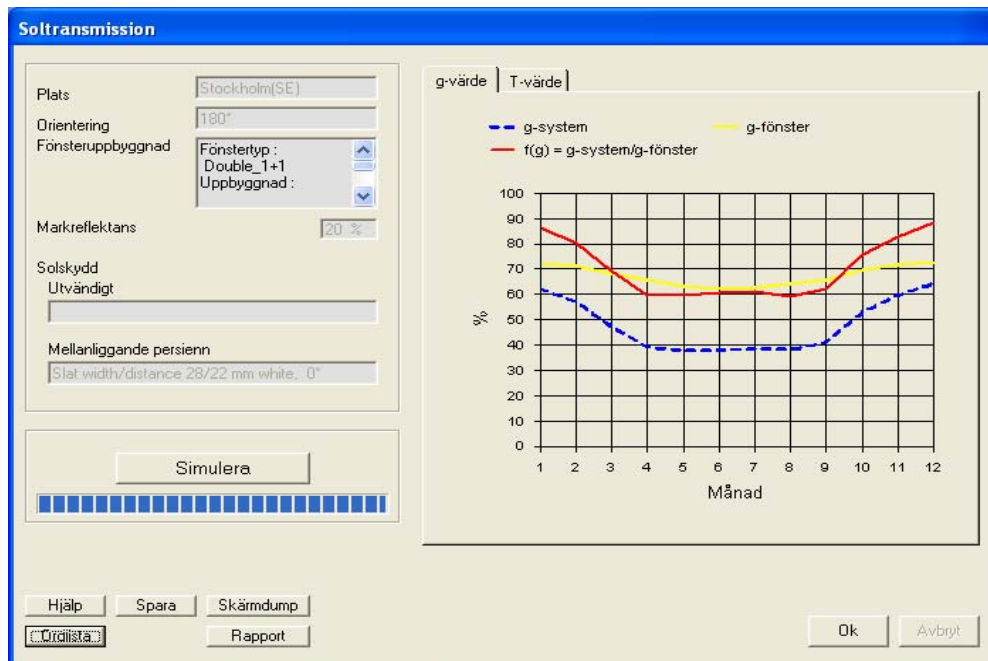 Soltransmission
Plats
Stockholm(SE)
Orientering
180°
Fönsteruppbyggnad
Fönstertyp :
Double_1+1
Uppbyggnad :
Markreflektans
20 %
Solskydd
Utvändigt
Mellanliggande persienn
Slat width/distance 28/22 mm white, 0°
Simulera
Hjälp
Spara
Skärmdump
Ordlista
Rapport
g-värde
T-värde
g-system
g-fönster
f(g) = g-system/g-fönster
100
90
80
70
60
50
40
30
20
10
0
%
1 2 3 4 5 6 7 8 9 10 11 12
Månad
Ok
Avbryt